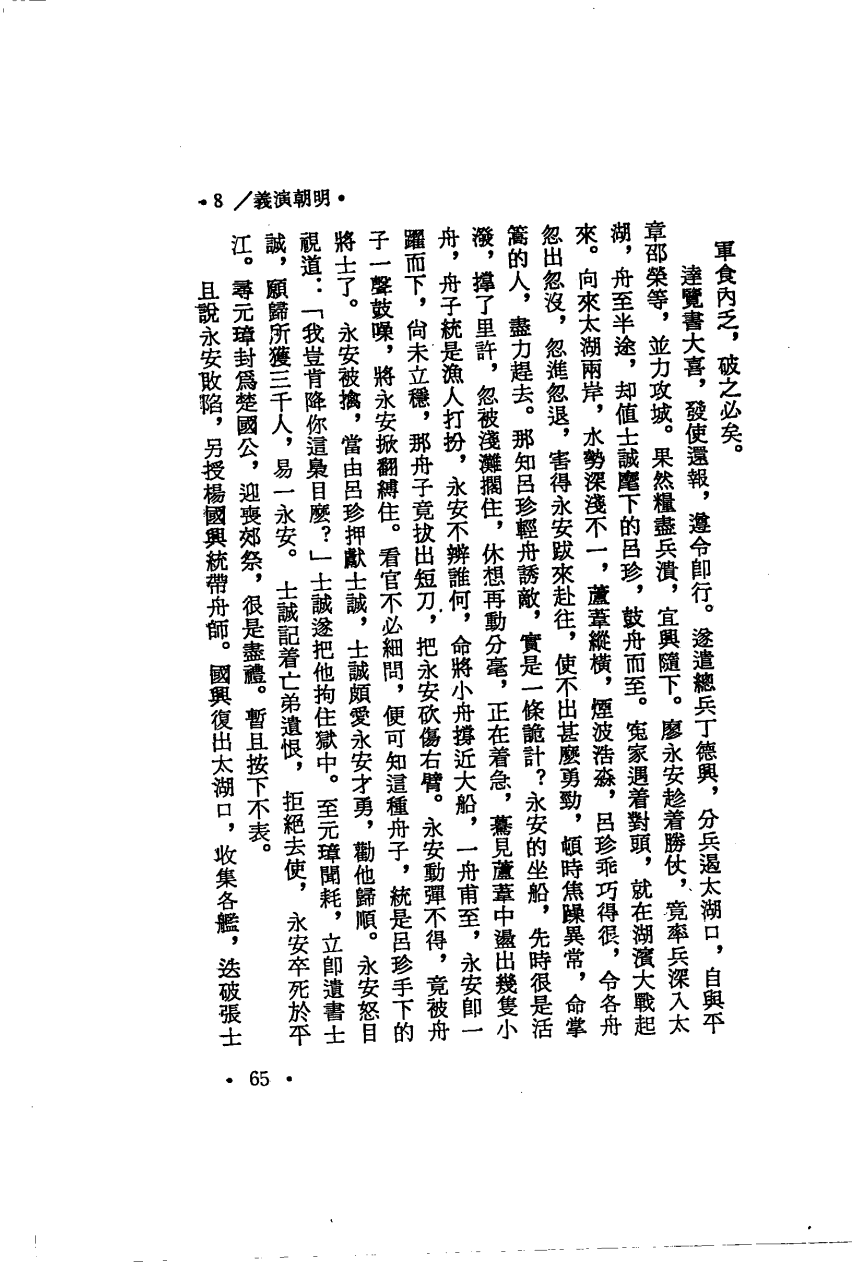 •8／義演朝明•
軍食內乏，破之必矣。
達覽書大喜，發使還報，遵令卽行。遂遣總兵丁德興，分兵遏太湖口，自與平
章邵榮等，並力攻城。果然糧盡兵潰，宜興隨下。廖永安趁着勝仗，竟率兵深入太
湖，舟至半途，却值士誠麾下的呂珍，鼓舟而至。寃家遇着對頭，就在湖濱大戰起
來。向來太湖兩岸，水勢深淺不一，蘆葦縱橫，煙波浩淼，呂珍乖巧得很，令各舟
忽出忽沒，忽進忽退，害得永安跋來赴往，使不出甚麼勇勁，頓時焦躁異常，命掌
篙的人，盡力趕去。那知呂珍輕舟誘敵，實是一條詭計？永安的坐船，先時很是活
潑，撐了里許，忽被淺灘擱住，休想再動分毫，正在着急，驀見蘆葦中盪出幾隻小
舟，舟子統是漁人打扮，永安不辨誰何，命將小舟撐近大船，一舟甫至，永安卽一
躍而下，尙未立穩，那舟子竟拔出短刀，把永安砍傷右臂。永安動彈不得，竟被舟
子一聲鼓噪，將永安掀翻縛住。看官不必細問，便可知這種舟子，統是呂珍手下的
將士了。永安被擒，當由呂珍押獻士誠，士誠頗愛永安才勇，勸他歸順。永安怒目
視道：「我豈肯降你這梟目麼？」士誠遂把他拘住獄中。至元璋聞耗，立卽遺書士
誠，願歸所獲三千人，易一永安。士誠記着亡弟遺恨，拒絕去使，永安卒死於平
江。尋元璋封爲楚國公，迎喪郊祭，很是盡禮。暫且按下不表。
且說永安敗陷，另授楊國興統帶舟師。國興復出太湖口，收集各艦，迭破張士
•65•